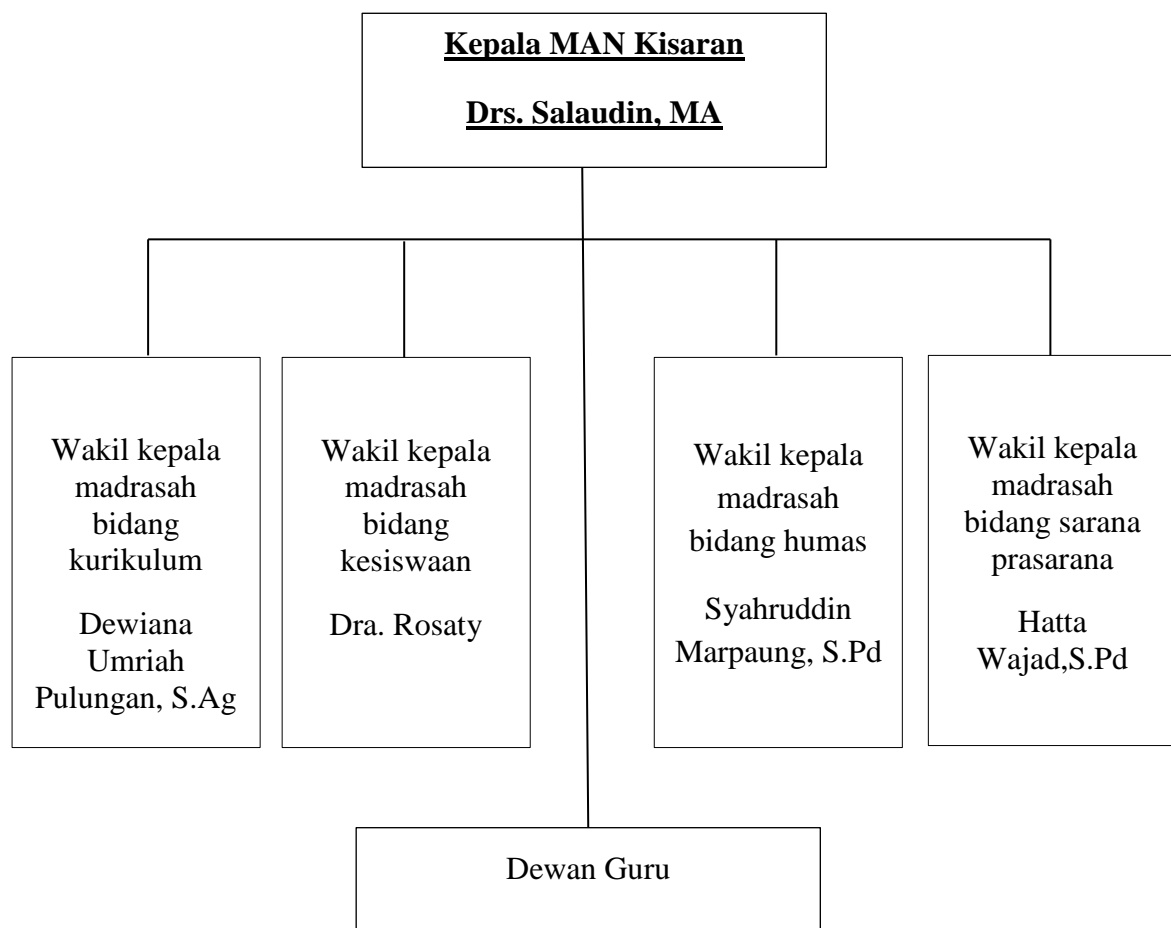 Kepala MAN Kisaran
Drs. Salaudin, MA
Wakil kepala
madrasah
bidang
kurikulum
Dewiana
Umriah
Pulungan, S.Ag
Wakil kepala
madrasah
bidang
kesiswaan
Dra. Rosaty
Wakil kepala
madrasah
bidang humas
Syahruddin
Marpaung, S.Pd
Wakil kepala
madrasah
bidang sarana
prasarana
Hatta
Wajad,S.Pd
Dewan Guru